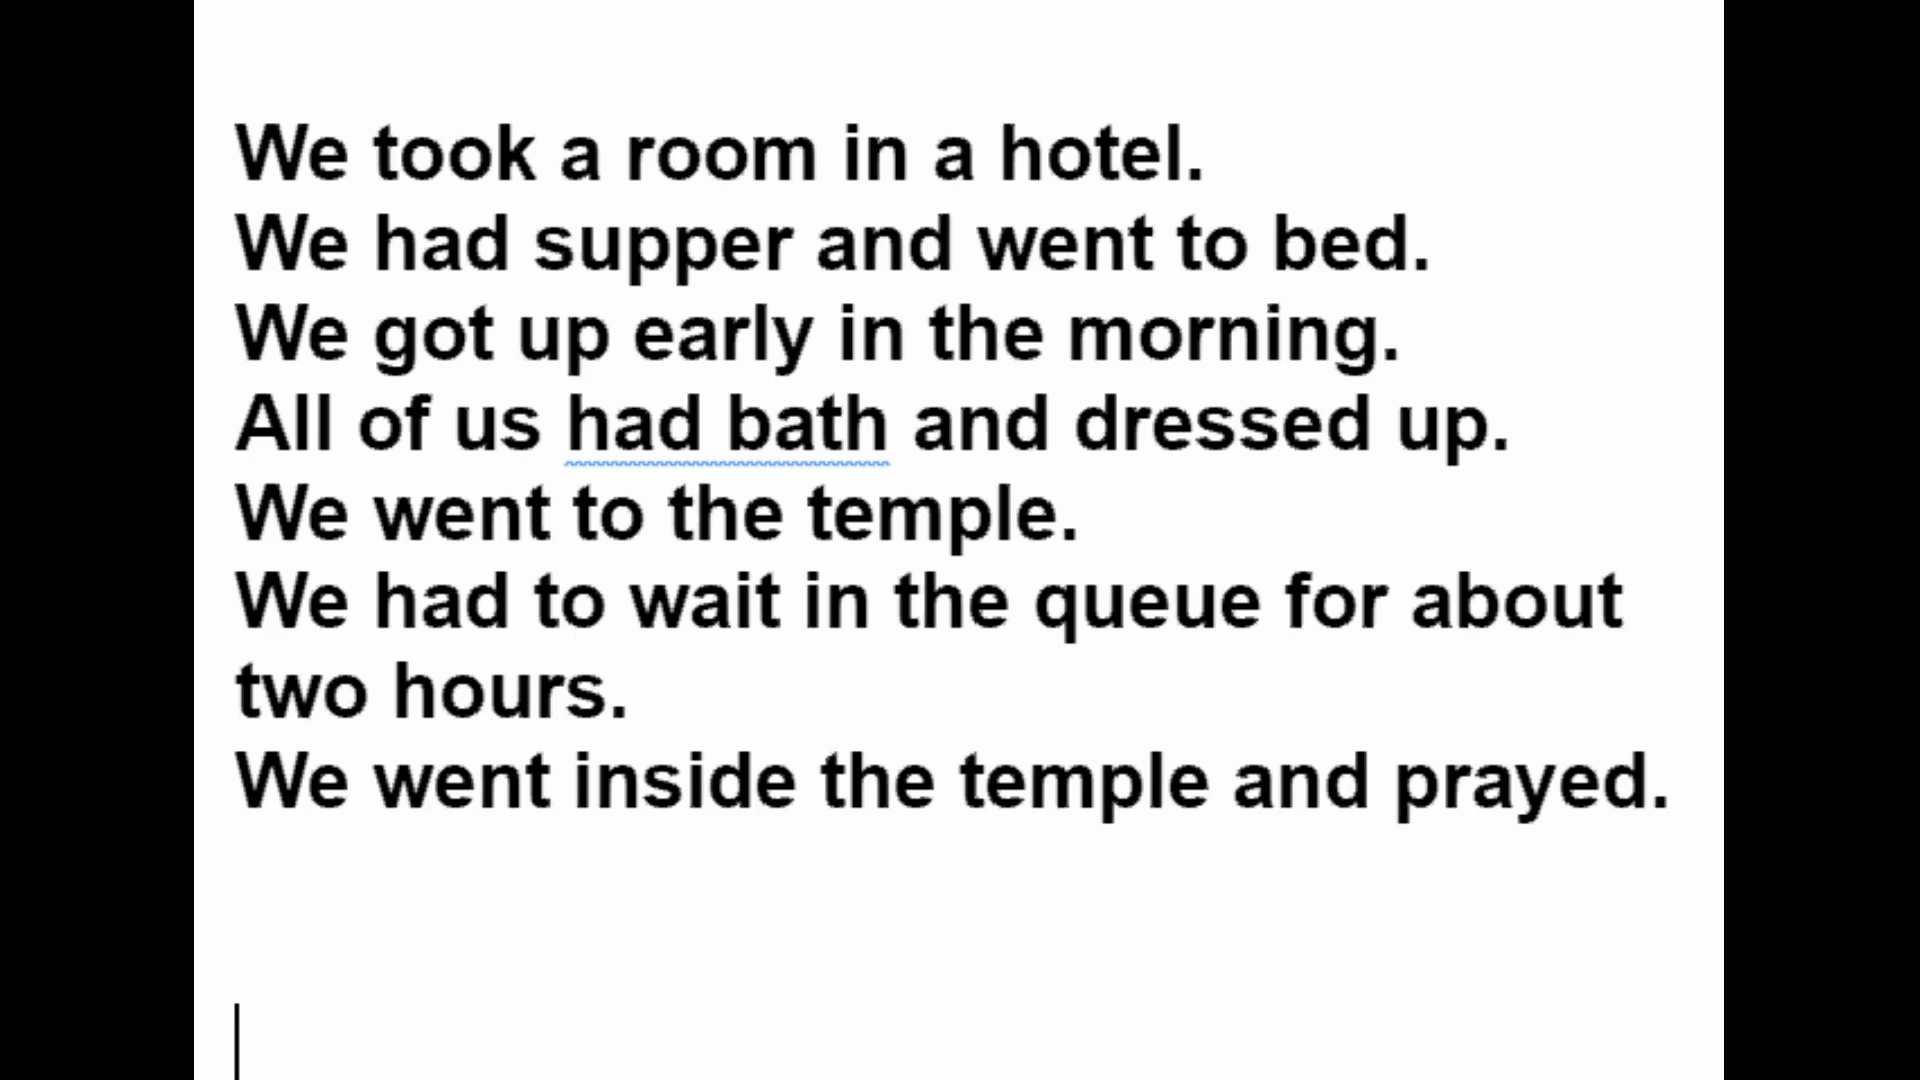 We took a room in a hotel.
We had supper and went to bed.
We got up early in the morning.
All of us had bath and dressed up.
We went to the temple.
We had to wait in the queue for about
two hours.
We went inside the temple and prayed.